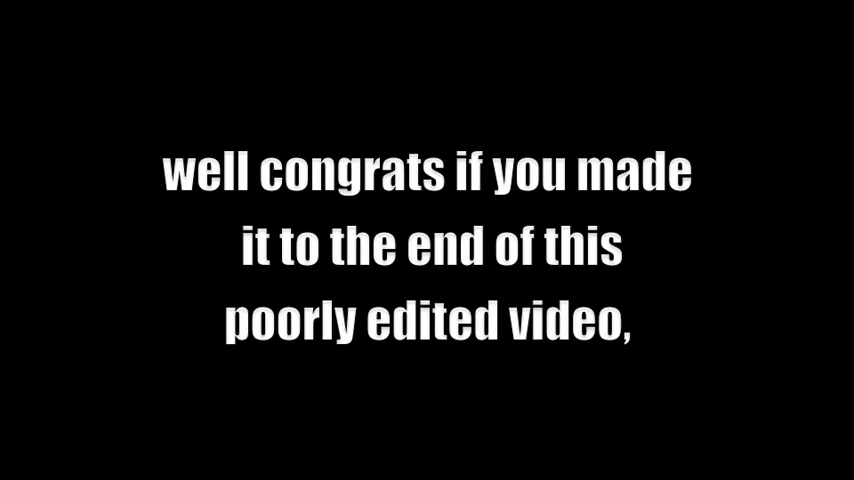 well congrats if you made
it to the end of this
poorly edited video,